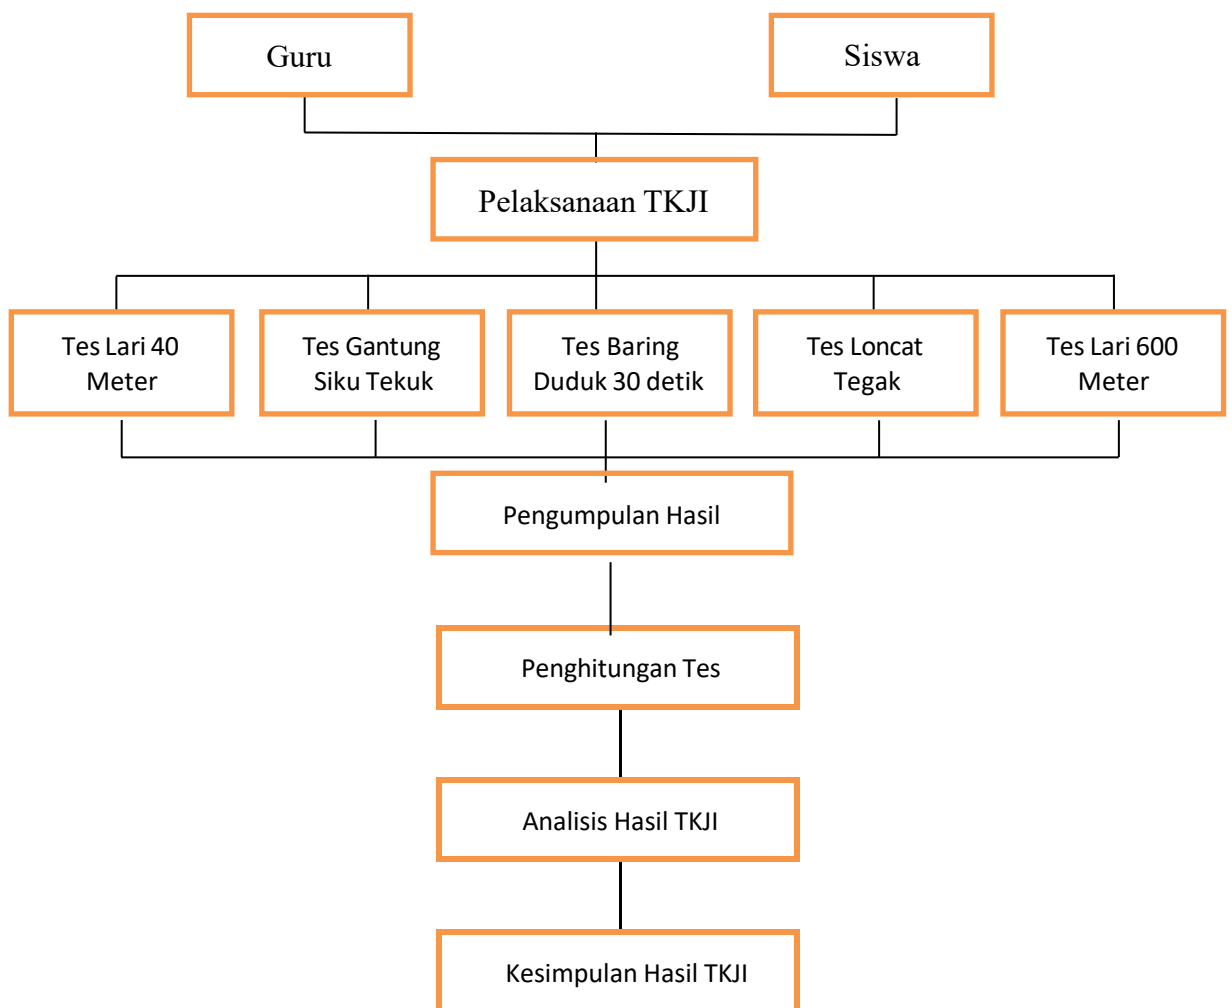 Guru
Siswa
Pelaksanaan TKJI
Tes Lari 40
Meter
Tes Gantung
Siku Tekuk
Tes Baring
Duduk 30 detik
Tes Loncat
Tegak
Tes Lari 600
Meter
Pengumpulan Hasil
Penghitungan Tes
Analisis Hasil TKJI
Kesimpulan Hasil TKJI